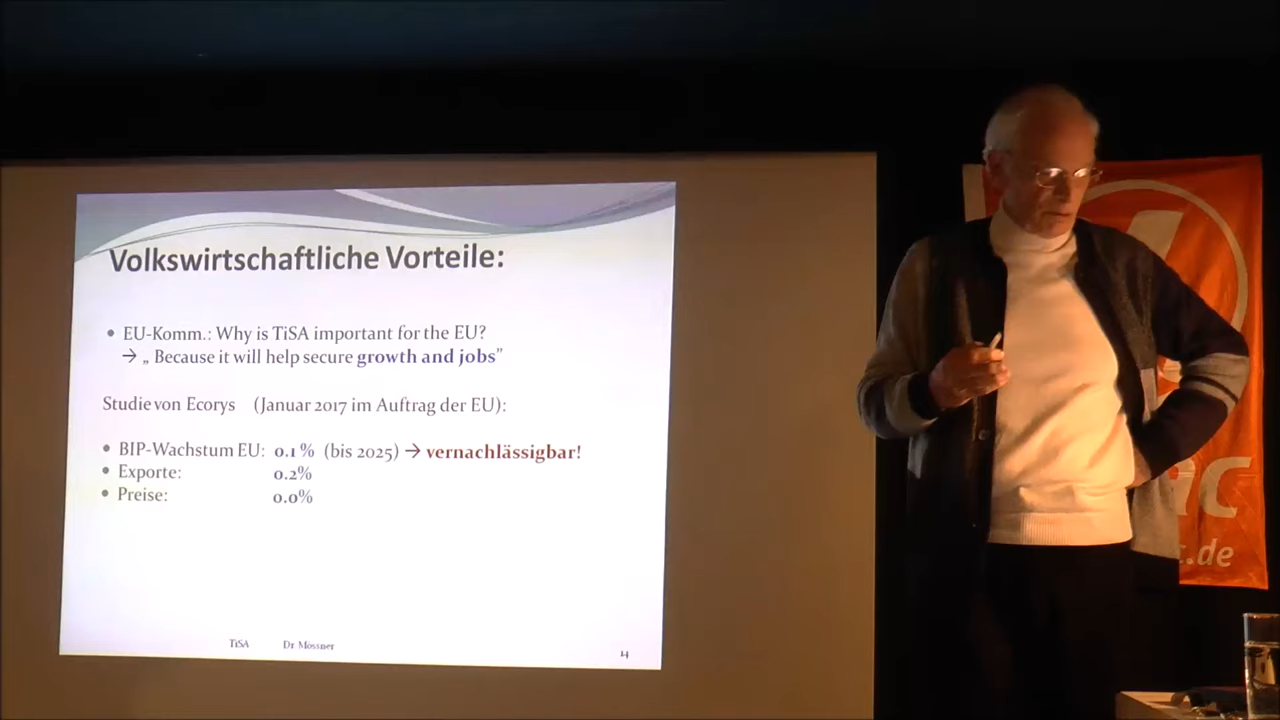 Volkswirtschaftliche Vorteile:
• EU-Komm.: Why is TiSA important for the EU?
→ „ Because it will help secure growth and jobs”
Studie von Ecorys (Januar 2017 im Auftrag der EU):
• BIP-Wachstum EU: 0.1 % (bis 2025) → vernachlässigbar!
• Exporte: 0.2%
• Preise: 0.0%
TiSA Dr Mössner
14
ac
.de